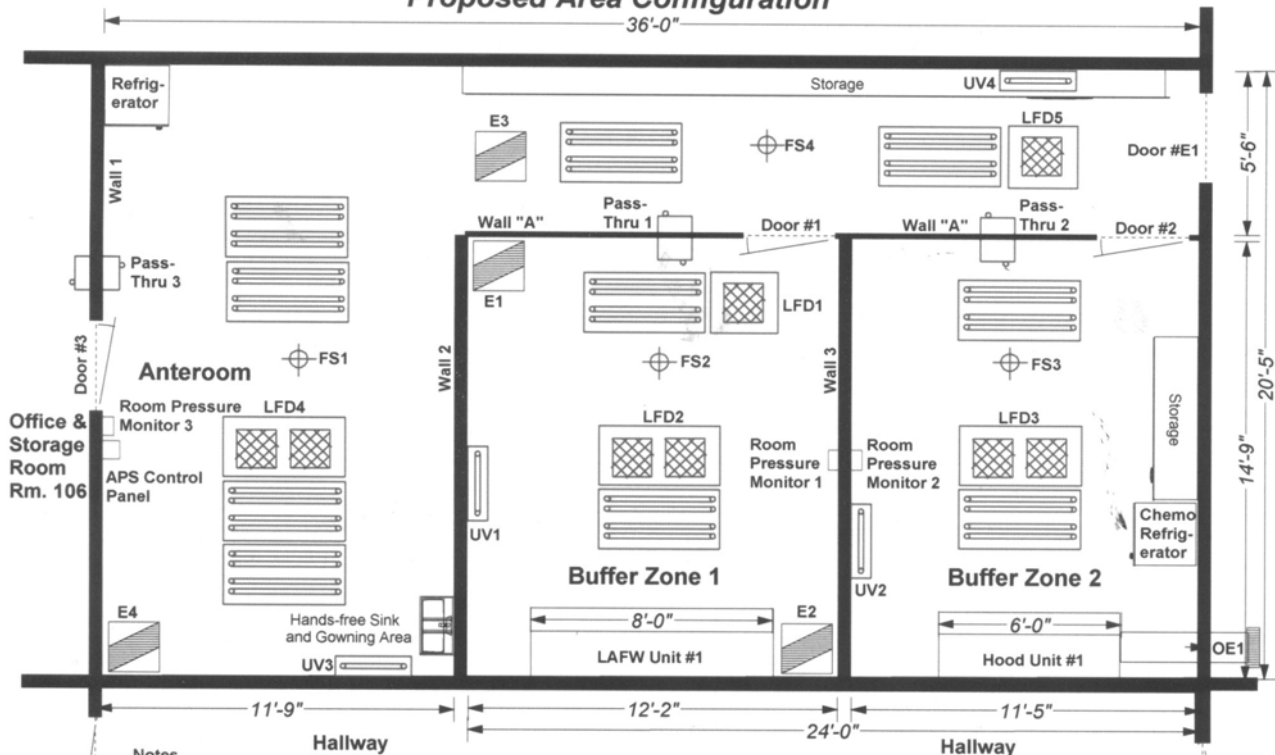 Proposed Area Configuration
36'-0"
Refrig-
erator
Wall 1
Pass-
Thru 3
Door #3
Anteroom
Office &
Storage
Room
Rm. 106
Room Pressure
Monitor 3
APS Control
Panel
LFD4
FS1
E4
Hands-free Sink
and Gowning Area
UV3
Storage
UV4
E3
FS4
LFD5
Door #E1
5'-6"
Wall "A"
Pass-
Thru 1
Door #1
Wall "A"
Pass-
Thru 2
Door #2
E1
LFD1
Wall 2
FS2
Wall 3
FS3
LFD2
LFD3
Room
Pressure
Monitor 1
Room
Pressure
Monitor 2
Storage
14'-9"
20'-5"
UV1
UV2
Chemo
Refrig-
erator
Buffer Zone 1
Buffer Zone 2
8'-0"
LAFW Unit #1
E2
6'-0"
Hood Unit #1
OE1
11'-9"
12'-2"
11'-5"
24'-0"
Notes
Hallway
Hallway